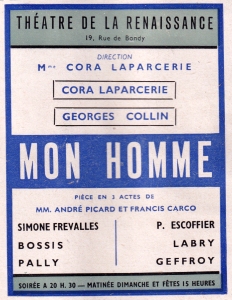 THÉATRE DE LA RENAISSANCE
19, Rue de Bondy
DIRECTION
Mme CORA LAPARCERIE
CORA LAPARCERIE
GEORGES COLLIN
MON HOMME
PIÈCE EN 3 ACTES DE
MM. ANDRÉ PICARD ET FRANCIS CARCO
SIMONE FREVALLES P. ESCOFFIER
BOSSIS LABRY
PALLY GEFFROY
SOIRÉE A 20 H. 30 — MATINÉE DIMANCHE ET FÊTES 15 HEURES